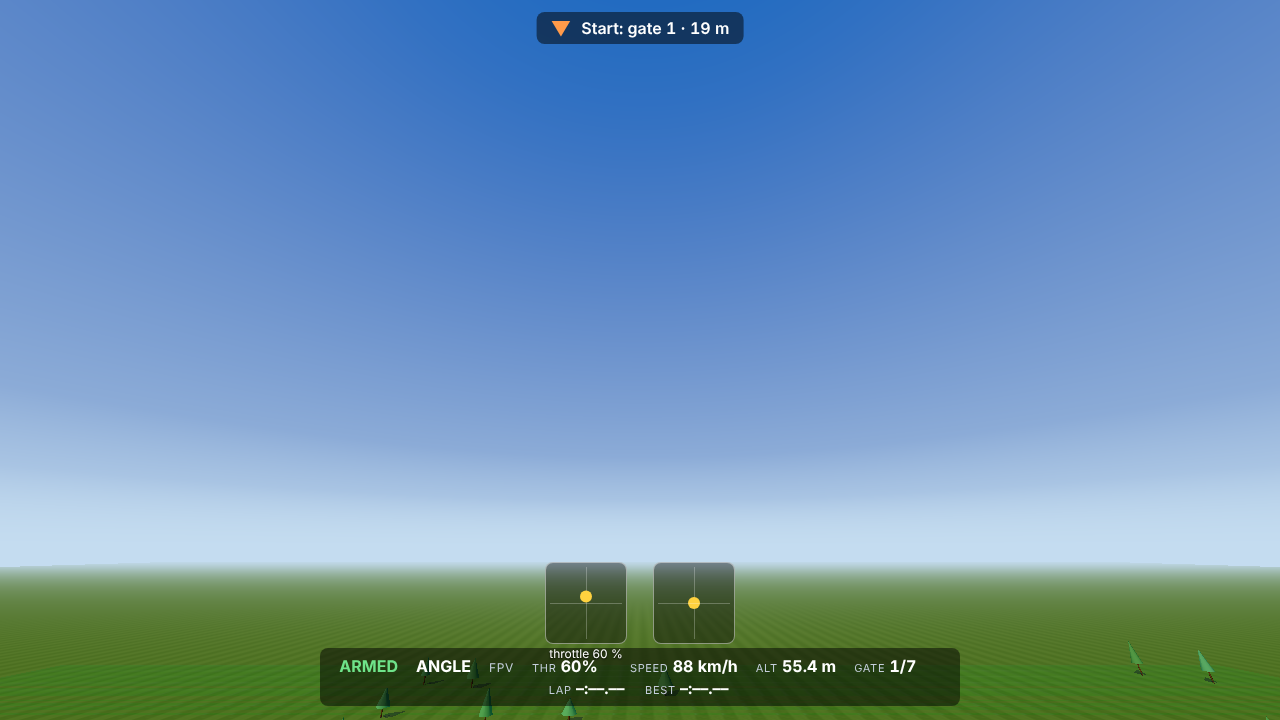 Start: gate 1 · 19 m
throttle 60 %
ARMED ANGLE FPV THR 60% SPEED 88 km/h ALT 55.4 m GATE 1/7
LAP –:––.–– BEST –:––.––